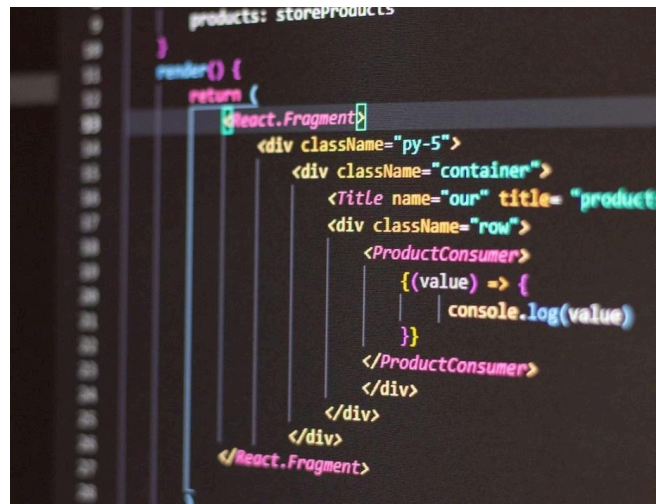 products: storeProducts
}
render() {
return (
<React.Fragment>
<div className="py-5">
<div className="container">
<Title name="our" title= "product
<div className="row">
<ProductConsumer>
{(value) => {
console.log(value)
}}
</ProductConsumer>
</div>
</div>
</div>
</React.Fragment>
)